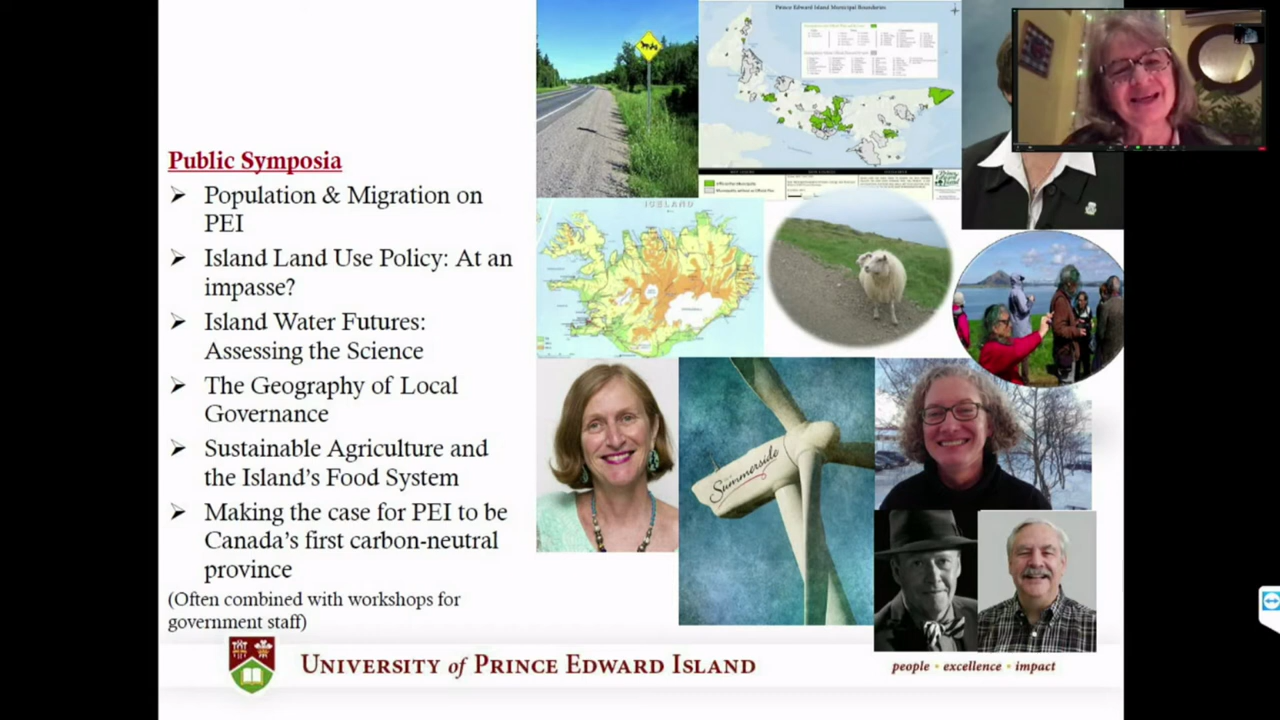 Public Symposia
Population & Migration on
PEI
Island Land Use Policy: At an
impasse?
Island Water Futures:
Assessing the Science
The Geography of Local
Governance
Sustainable Agriculture and
the Island's Food System
Making the case for PEI to be
Canada's first carbon-neutral
province
(Often combined with workshops for
government staff)
Prince Edward Island Municipal Boundaries
ICELAND
Summerside
UNIVERSITY of PRINCE EDWARD ISLAND
people • excellence • impact